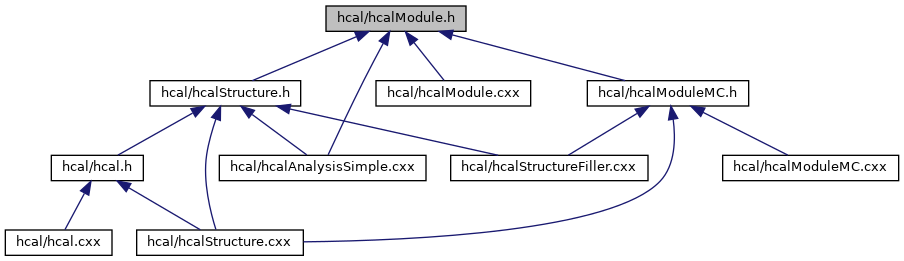 hcal/hcalModule.h
hcal/hcalStructure.h
hcal/hcalModule.cxx
hcal/hcalModuleMC.h
hcal/hcal.h
hcal/hcalAnalysisSimple.cxx
hcal/hcalStructureFiller.cxx
hcal/hcalModuleMC.cxx
hcal/hcal.cxx
hcal/hcalStructure.cxx